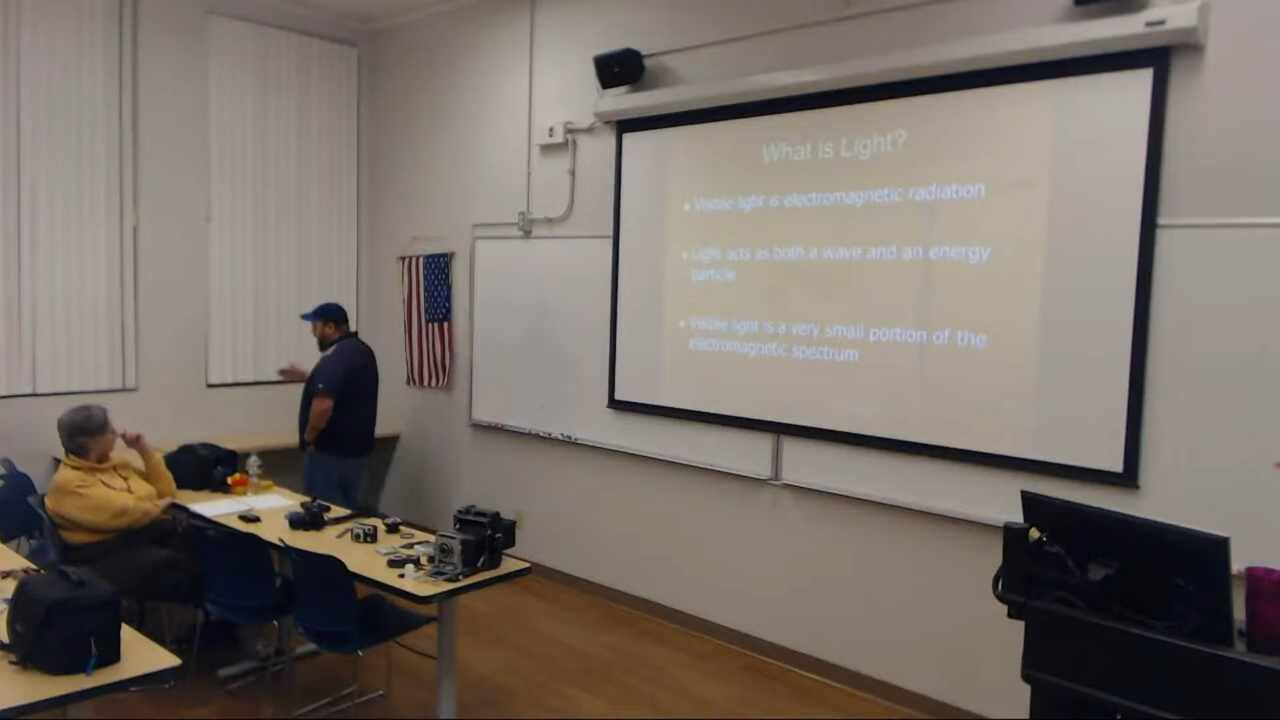 What is Light?
• Visible light is electromagnetic radiation
• Light acts as both a wave and an energy
particle
• Visible light is a very small portion of the
electromagnetic spectrum